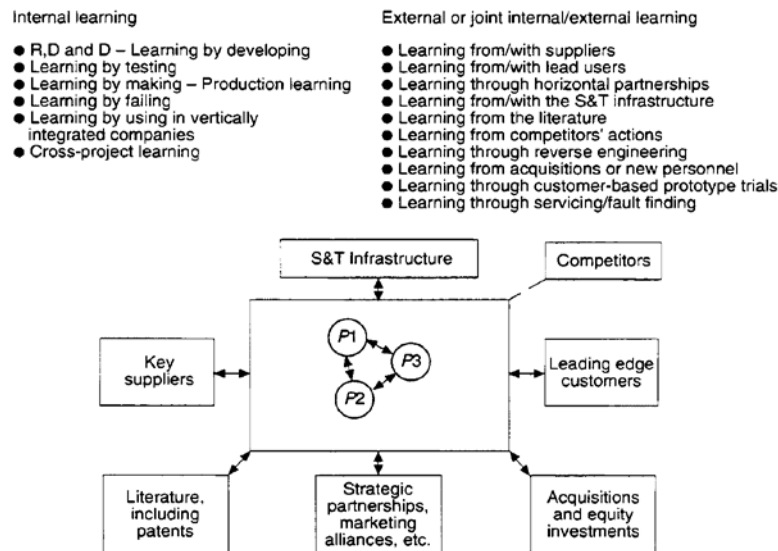 Internal learning
● R,D and D – Learning by developing
● Learning by testing
● Learning by making – Production learning
● Learning by failing
● Learning by using in vertically
integrated companies
● Cross-project learning
External or joint internal/external learning
● Learning from/with suppliers
● Learning from/with lead users
● Learning through horizontal partnerships
● Learning from/with the S&T infrastructure
● Learning from the literature
● Learning from competitors' actions
● Learning through reverse engineering
● Learning from acquisitions or new personnel
● Learning through customer-based prototype trials
● Learning through servicing/fault finding
S&T Infrastructure
Competitors
P1
P3
P2
Key
suppliers
Leading edge
customers
Literature,
including
patents
Strategic
partnerships,
marketing
alliances, etc.
Acquisitions
and equity
investments